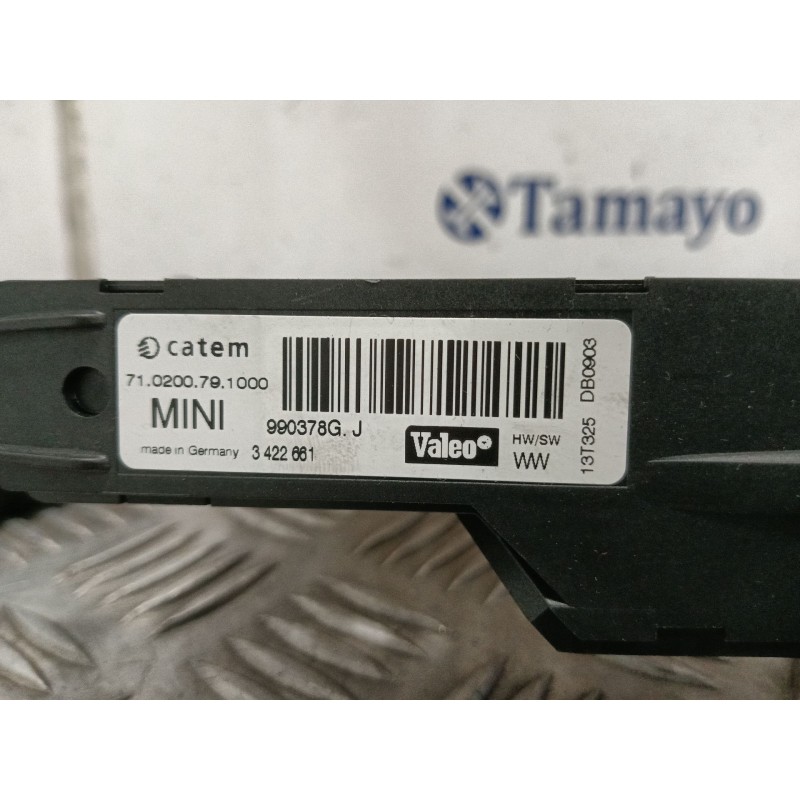 Tamayo
catem
71.0200.79.1000
MINI
made in Germany
990378G. J
3 422 661
Valeo
HW/SW
WW
13T325 DB0903